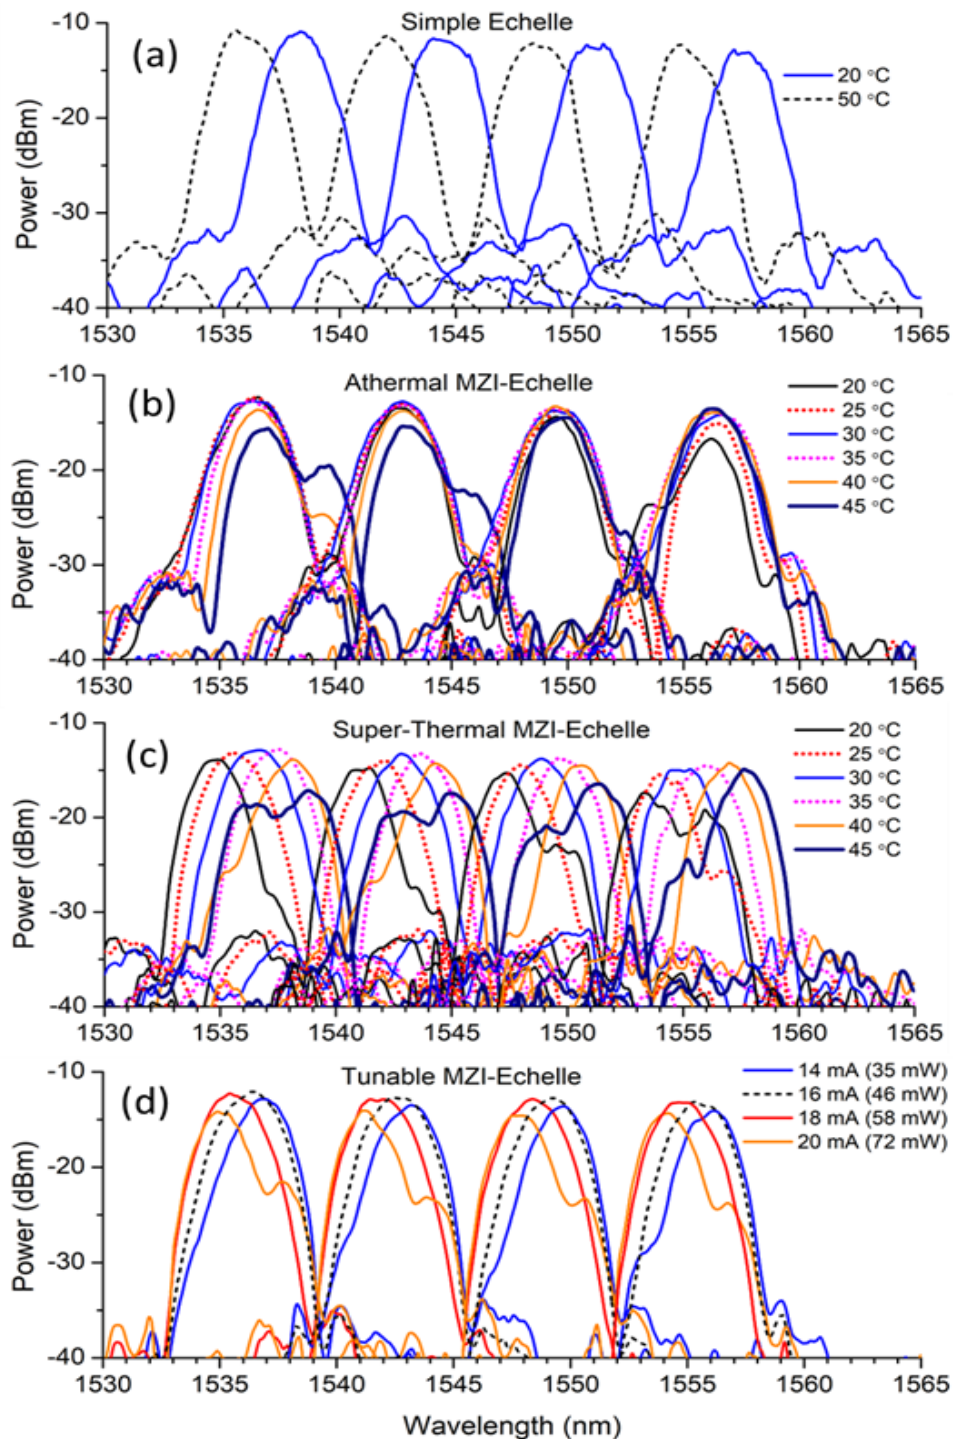 Simple Echelle
(a)
20 °C
50 °C
Power (dBm)
-10
-20
-30
-40
1530 1535 1540 1545 1550 1555 1560 1565
Athermal MZI-Echelle
(b)
20 °C
25 °C
30 °C
35 °C
40 °C
45 °C
Power (dBm)
-10
-20
-30
-40
1530 1535 1540 1545 1550 1555 1560 1565
Super-Thermal MZI-Echelle
(c)
20 °C
25 °C
30 °C
35 °C
40 °C
45 °C
Power (dBm)
-10
-20
-30
-40
1530 1535 1540 1545 1550 1555 1560 1565
Tunable MZI-Echelle
(d)
14 mA (35 mW)
16 mA (46 mW)
18 mA (58 mW)
20 mA (72 mW)
Power (dBm)
-10
-20
-30
-40
1530 1535 1540 1545 1550 1555 1560 1565
Wavelength (nm)